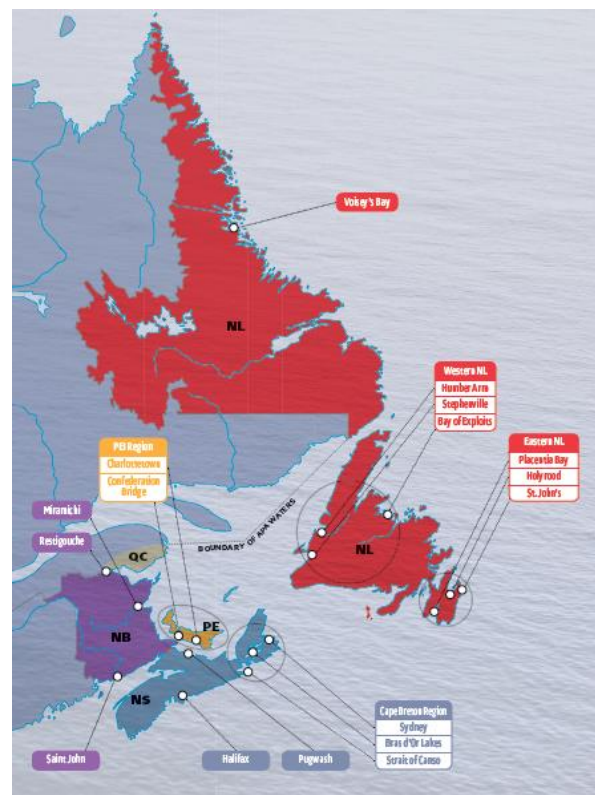 Voisey's Bay
NL
Western NL
Humber Arm
Stephenville
Bay of Exploits
Eastern NL
Placentia Bay
Holyrood
St. John's
PEI Region
Charlottetown
Confederation
Bridge
Miramichi
Restigouche
BOUNDARY OF APA WATERS
QC
NL
PE
NB
NS
Cape Breton Region
Sydney
Bras d'Or Lakes
Strait of Canso
Saint John
Halifax
Pugwash